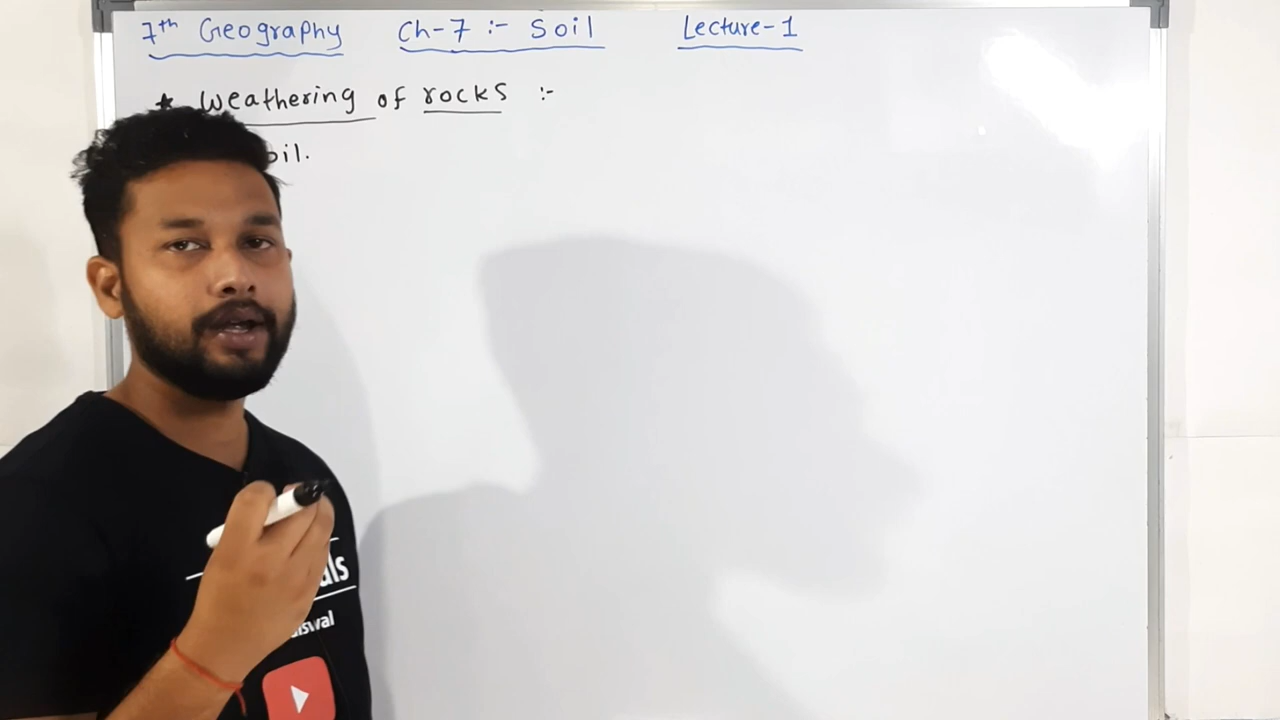 7th Geography Ch-7 :- Soil Lecture-1
★ Weathering of rocks :-